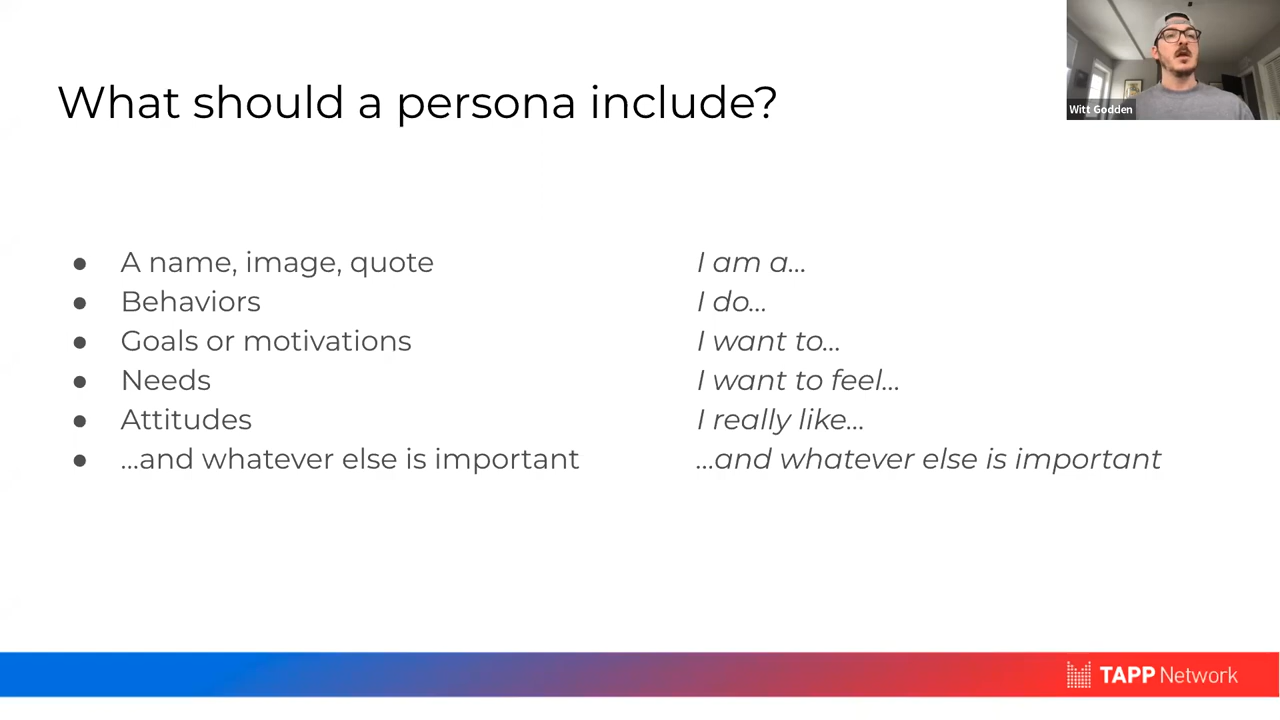 Witt Godden
What should a persona include?
● A name, image, quote
● Behaviors
● Goals or motivations
● Needs
● Attitudes
● ...and whatever else is important
I am a...
I do...
I want to...
I want to feel...
I really like...
...and whatever else is important
TAPP Network